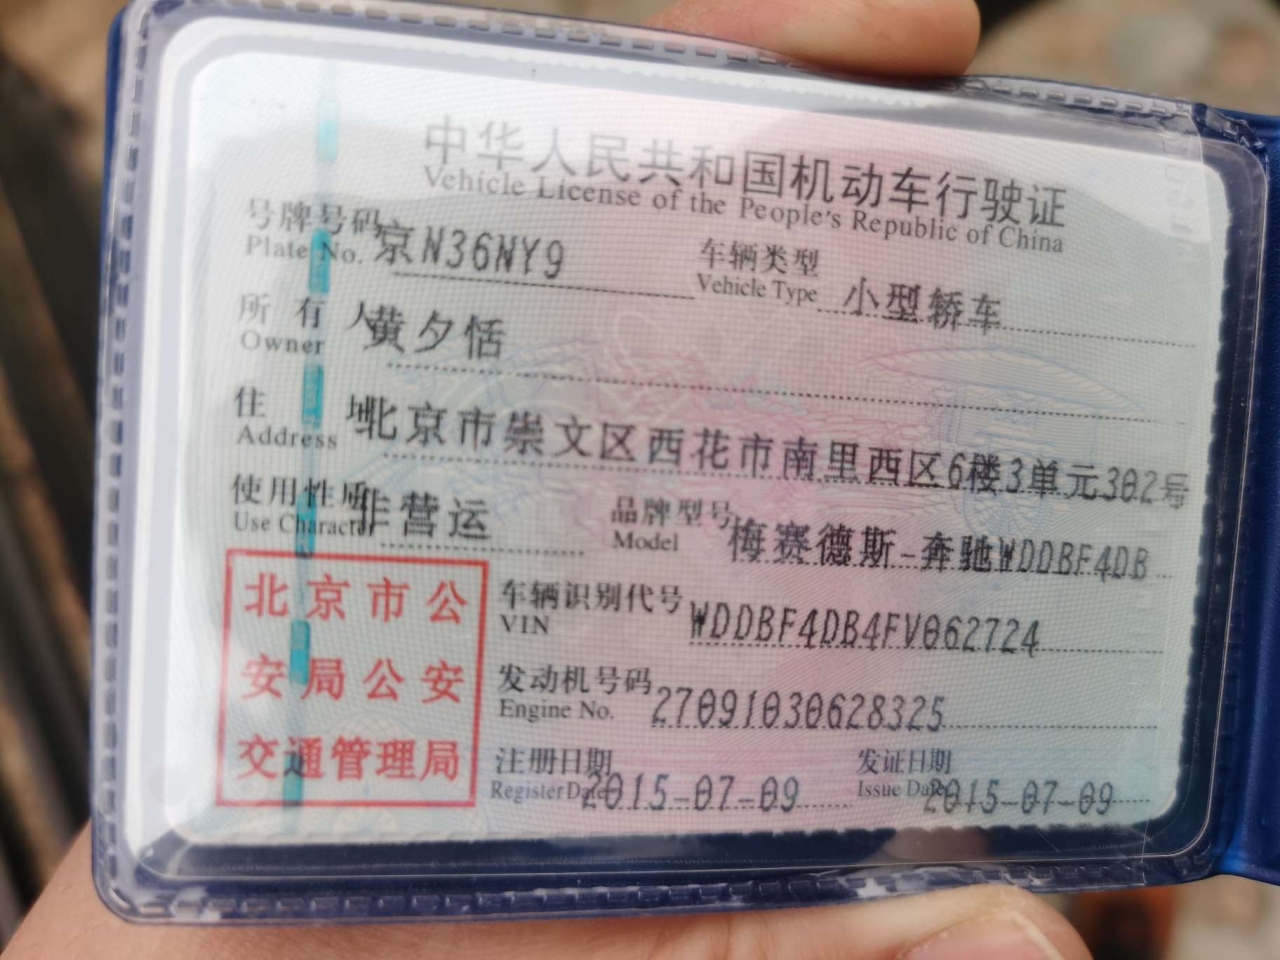 中华人民共和国机动车行驶证
Vehicle License of the People's Republic of China
号牌号码 京N36NY9 车辆类型 小型轿车
Plate No. Vehicle Type
所有人 黄夕恬
Owner
住址 北京市崇文区西花市南里西区6楼3单元302号
Address
使用性质 非营运 品牌型号 梅赛德斯-奔驰WDDBF4DB
Use Character Model
北京市公
安局公安
交通管理局
车辆识别代号 WDDBF4DB4FV062724
VIN
发动机号码 27091030628325
Engine No.
注册日期 2015-07-09 发证日期 2015-07-09
Register Date Issue Date